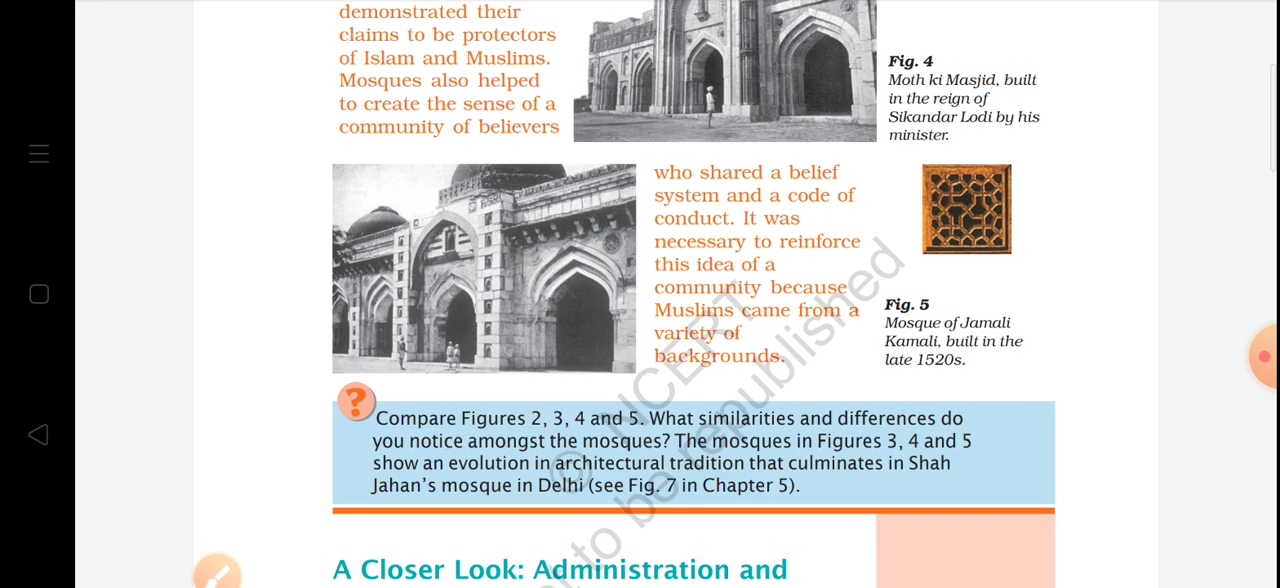 demonstrated their
claims to be protectors
of Islam and Muslims.
Mosques also helped
to create the sense of a
community of believers
Fig. 4
Moth ki Masjid, built
in the reign of
Sikandar Lodi by his
minister.
who shared a belief
system and a code of
conduct. It was
necessary to reinforce
this idea of a
community because
Muslims came from a
variety of
backgrounds.
Fig. 5
Mosque of Jamali
Kamali, built in the
late 1520s.
?
Compare Figures 2, 3, 4 and 5. What similarities and differences do
you notice amongst the mosques? The mosques in Figures 3, 4 and 5
show an evolution in architectural tradition that culminates in Shah
Jahan's mosque in Delhi (see Fig. 7 in Chapter 5).
A Closer Look: Administration and
© NCERT
to be republished